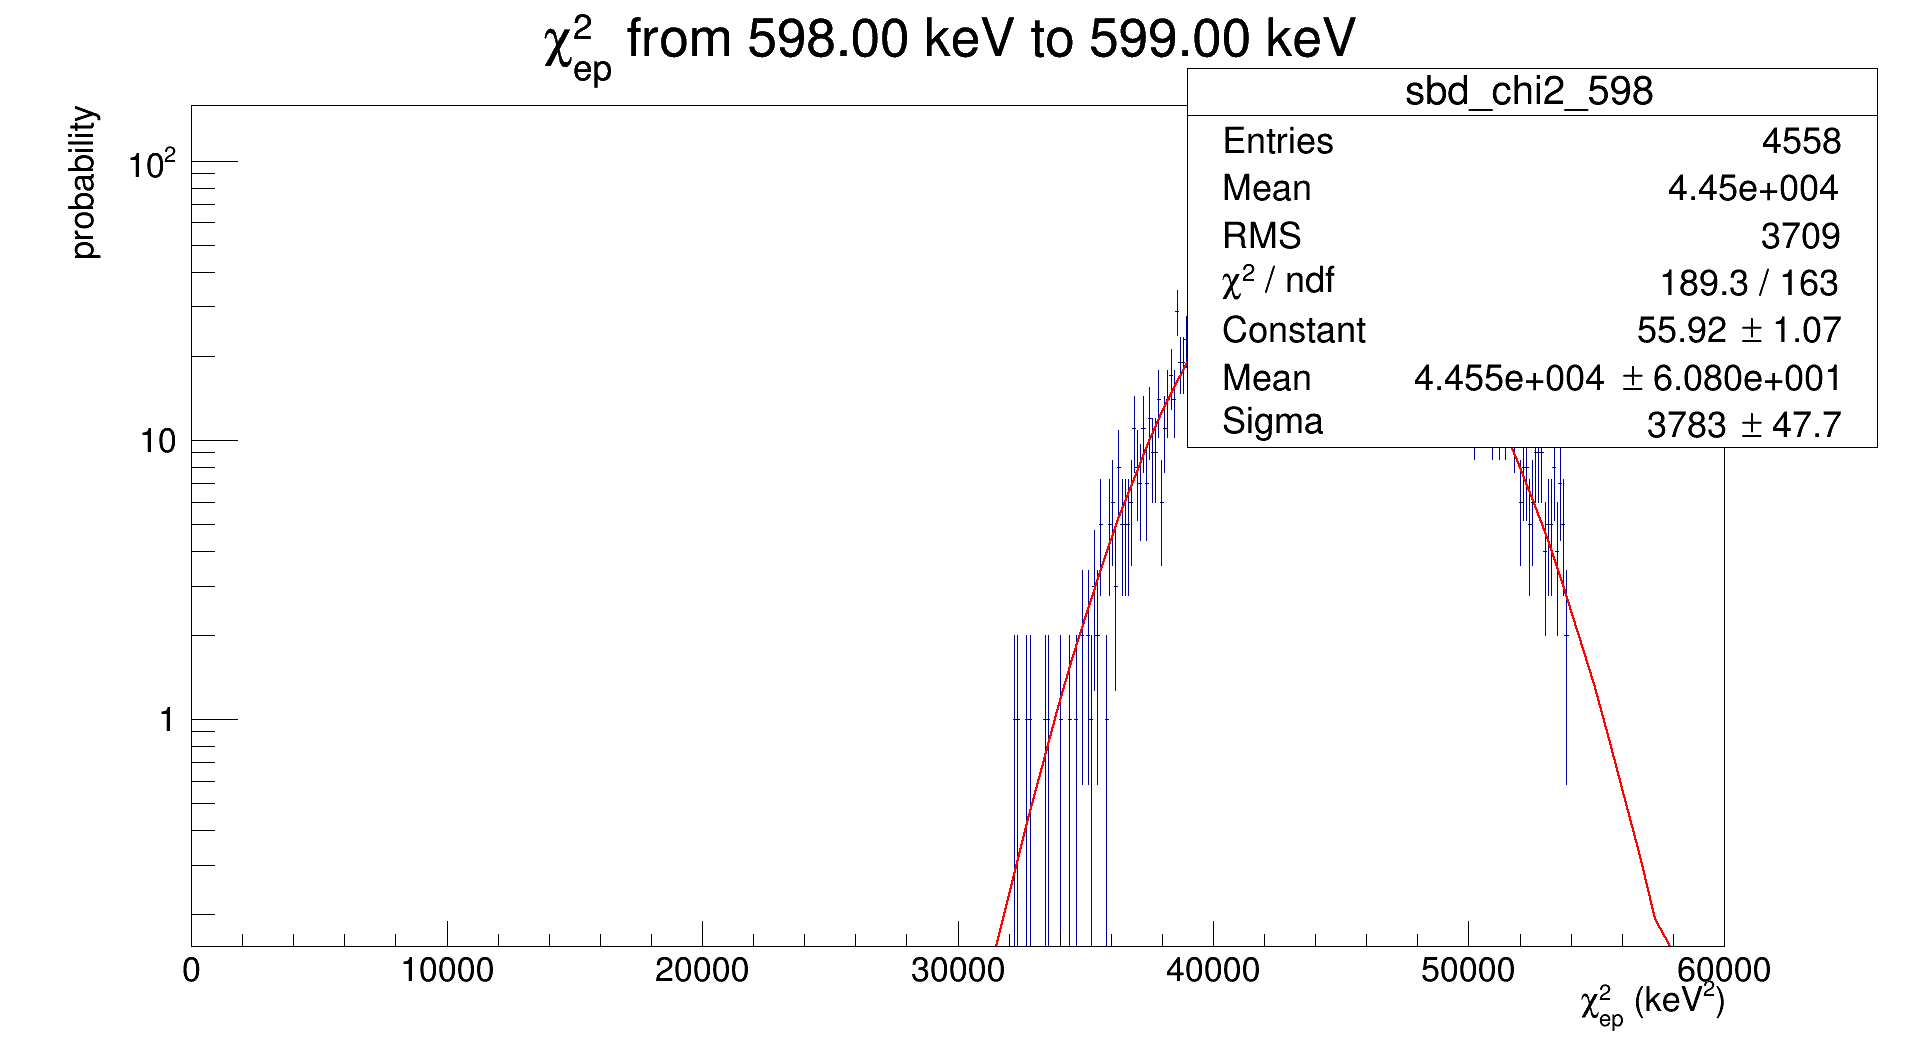 χ²ep from 598.00 keV to 599.00 keV
probability
sbd_chi2_598
Entries 4558
Mean 4.45e+004
RMS 3709
χ² / ndf 189.3 / 163
Constant 55.92 ± 1.07
Mean 4.455e+004 ± 6.080e+001
Sigma 3783 ± 47.7
10²
10
1
0 10000 20000 30000 40000 50000 60000
χ²ep (keV²)